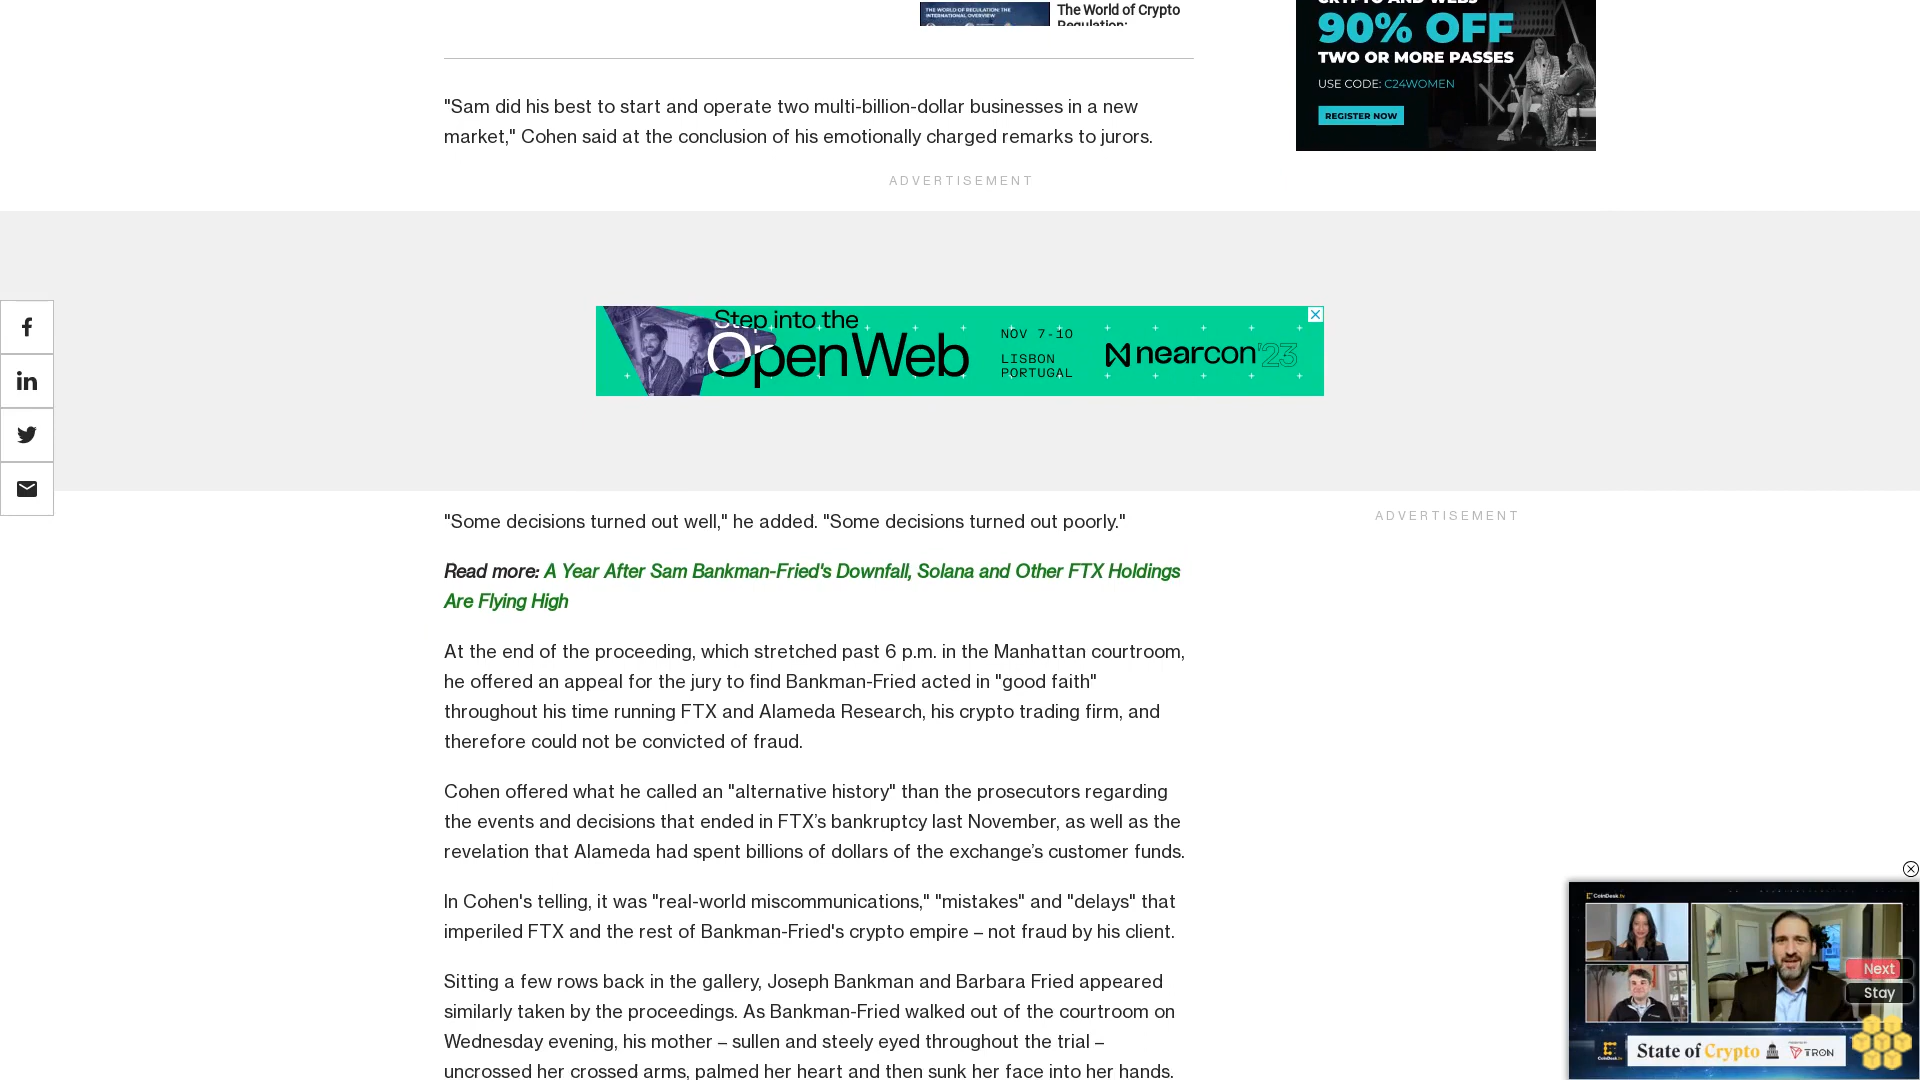 THE WORLD OF REGULATION: THE
INTERNATIONAL OVERVIEW
The World of Crypto
Regulation:
90% OFF
TWO OR MORE PASSES
USE CODE: C24WOMEN
REGISTER NOW
"Sam did his best to start and operate two multi-billion-dollar businesses in a new
market," Cohen said at the conclusion of his emotionally charged remarks to jurors.
ADVERTISEMENT
Step into the
OpenWeb
NOV 7-10
LISBON
PORTUGAL
nearcon'23
"Some decisions turned out well," he added. "Some decisions turned out poorly."
ADVERTISEMENT
Read more: A Year After Sam Bankman-Fried's Downfall, Solana and Other FTX Holdings
Are Flying High
At the end of the proceeding, which stretched past 6 p.m. in the Manhattan courtroom,
he offered an appeal for the jury to find Bankman-Fried acted in "good faith"
throughout his time running FTX and Alameda Research, his crypto trading firm, and
therefore could not be convicted of fraud.
Cohen offered what he called an "alternative history" than the prosecutors regarding
the events and decisions that ended in FTX’s bankruptcy last November, as well as the
revelation that Alameda had spent billions of dollars of the exchange’s customer funds.
In Cohen's telling, it was "real-world miscommunications," "mistakes" and "delays" that
imperiled FTX and the rest of Bankman-Fried's crypto empire – not fraud by his client.
Sitting a few rows back in the gallery, Joseph Bankman and Barbara Fried appeared
similarly taken by the proceedings. As Bankman-Fried walked out of the courtroom on
Wednesday evening, his mother – sullen and steely eyed throughout the trial –
uncrossed her crossed arms, palmed her heart and then sunk her face into her hands.
CoinDesk tv
Next
Stay
CoinDesk tv
State of Crypto
TRON